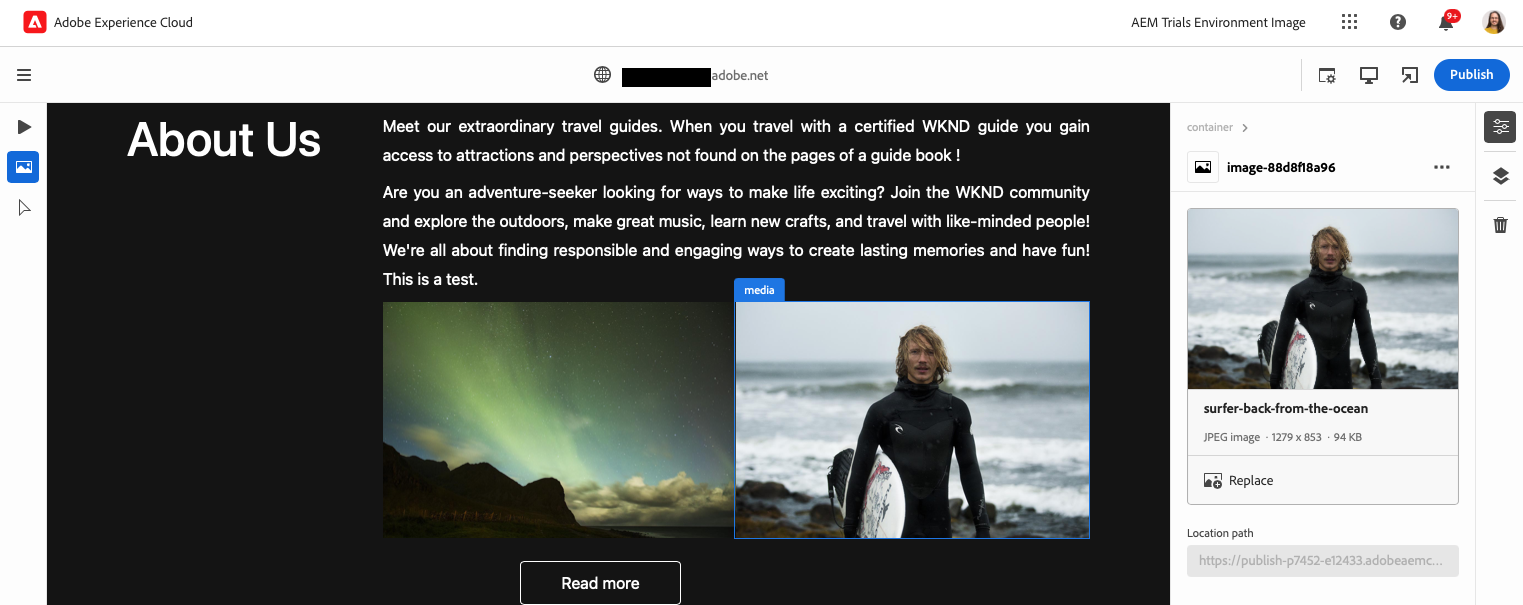 Adobe Experience Cloud
AEM Trials Environment Image
9+
adobe.net
Publish
About Us
Meet our extraordinary travel guides. When you travel with a certified WKND guide you gain
access to attractions and perspectives not found on the pages of a guide book !
Are you an adventure-seeker looking for ways to make life exciting? Join the WKND community
and explore the outdoors, make great music, learn new crafts, and travel with like-minded people!
We're all about finding responsible and engaging ways to create lasting memories and have fun!
This is a test.
media
Read more
container
image-88d8f18a96
surfer-back-from-the-ocean
JPEG image · 1279 x 853 · 94 KB
Replace
Location path
https://publish-p7452-e12433.adobeaemc...